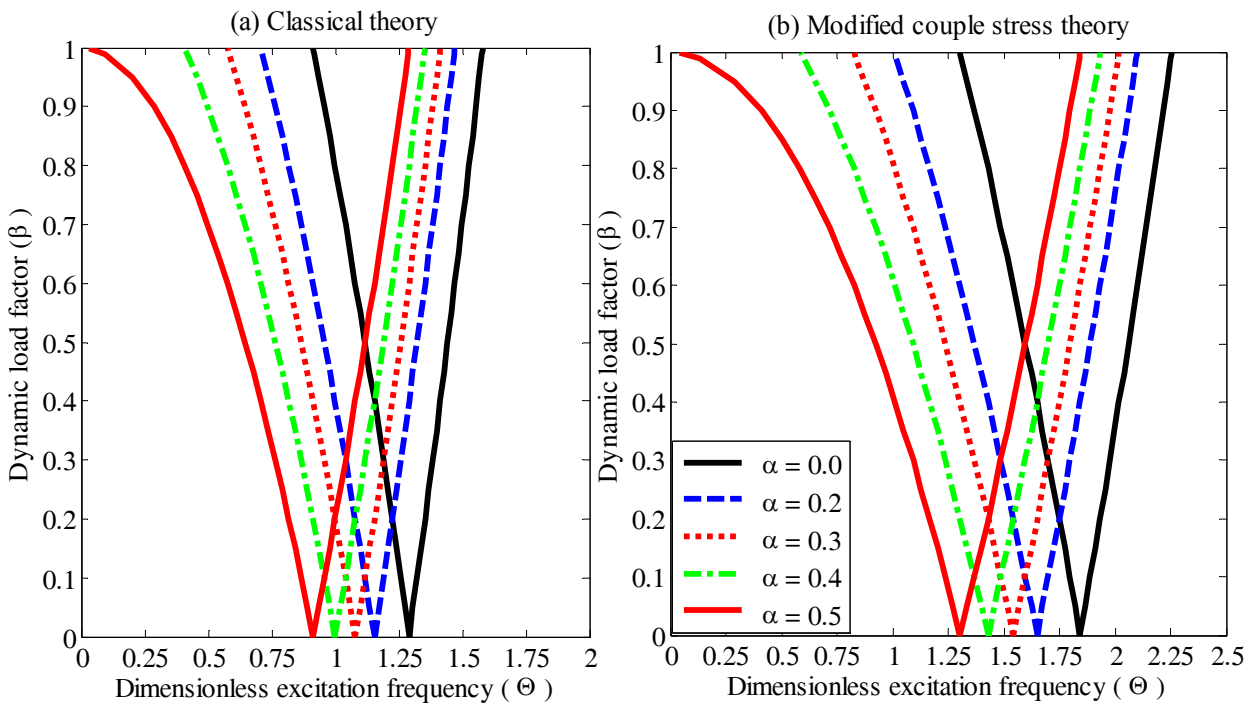 (a) Classical theory
1
0.9
0.8
0.7
0.6
0.5
0.4
0.3
0.2
0.1
0
Dynamic load factor (β)
0 0.25 0.5 0.75 1 1.25 1.5 1.75 2
Dimensionless excitation frequency ( Θ )
(b) Modified couple stress theory
1
0.9
0.8
0.7
0.6
0.5
0.4
0.3
0.2
0.1
0
Dynamic load factor (β)
α = 0.0
α = 0.2
α = 0.3
α = 0.4
α = 0.5
0 0.25 0.5 0.75 1 1.25 1.5 1.75 2 2.25 2.5
Dimensionless excitation frequency ( Θ )